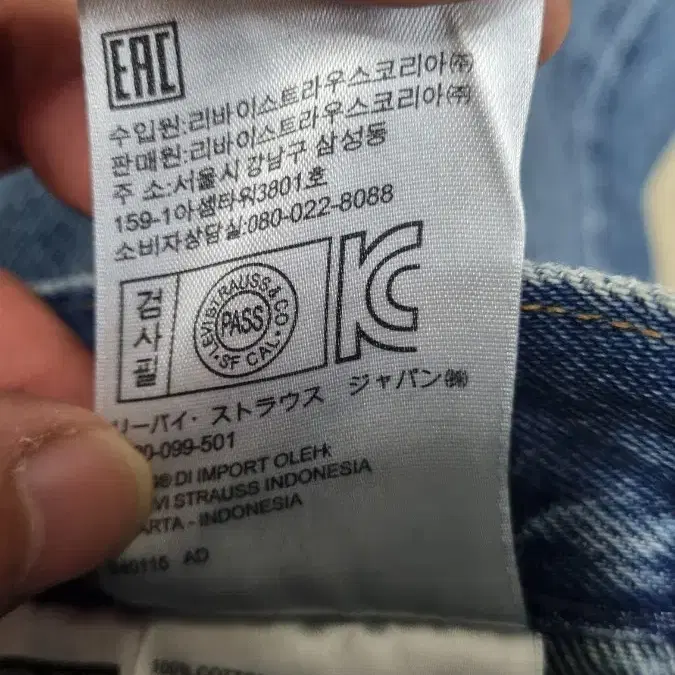 EAC
수입원:리바이스트라우스코리아㈜
판매원:리바이스트라우스코리아㈜
주 소:서울시 강남구 삼성동
159-1아셈타워3801호
소비자상담실:080-022-8088
검사필
LEVI STRAUSS & CO
PASS
SF CAL.
KC
リーバイ・ストラウス ジャパン㈱
099-501
DI IMPORT OLEH
STRAUSS INDONESIA
- INDONESIA
AD
100%